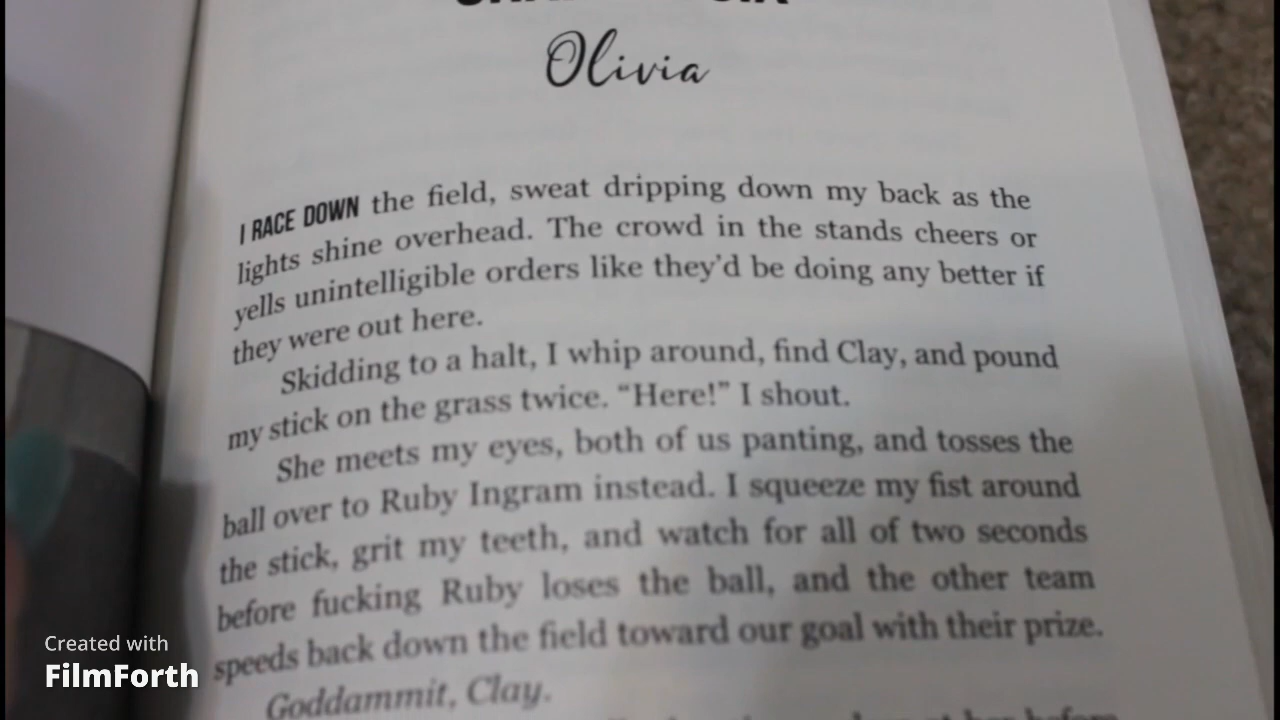 Olivia
I RACE DOWN the field, sweat dripping down my back as the
lights shine overhead. The crowd in the stands cheers or
yells unintelligible orders like they’d be doing any better if
they were out here.
Skidding to a halt, I whip around, find Clay, and pound
my stick on the grass twice. “Here!” I shout.
She meets my eyes, both of us panting, and tosses the
ball over to Ruby Ingram instead. I squeeze my fist around
the stick, grit my teeth, and watch for all of two seconds
before fucking Ruby loses the ball, and the other team
speeds back down the field toward our goal with their prize.
Goddammit, Clay.
Created with
FilmForth